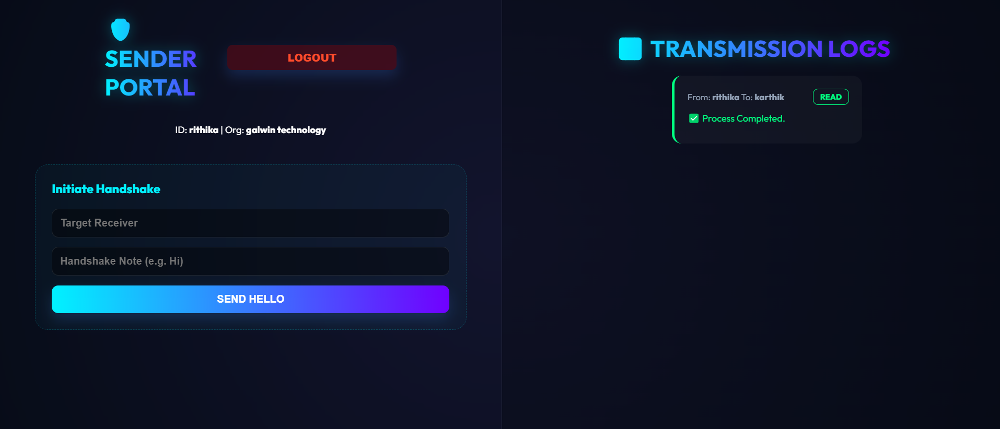 SENDER
PORTAL
LOGOUT
ID: rithika | Org: galwin technology
Initiate Handshake
Target Receiver
Handshake Note (e.g. Hi)
SEND HELLO
TRANSMISSION LOGS
From: rithika To: karthik
READ
✅ Process Completed.